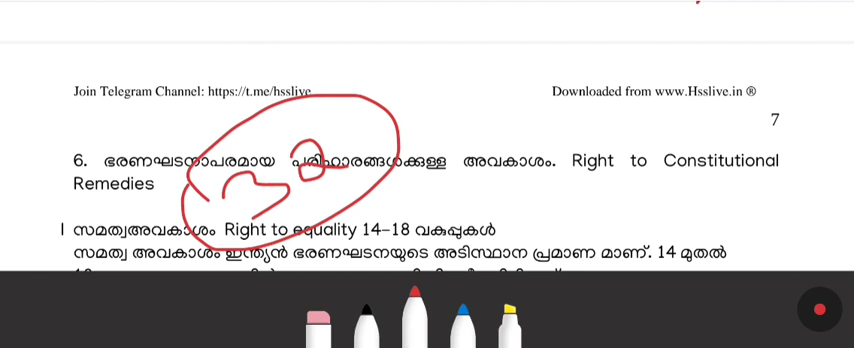 Join Telegram Channel: https://t.me/hsslive Downloaded from www.Hsslive.in ®
7
6. ഭരണഘടനാപരമായ പരിഹാരങ്ങൾക്കുള്ള അവകാശം. Right to Constitutional
Remedies
32
I സമത്വഅവകാശം Right to equality 14-18 വകുപ്പുകൾ
സമത്വ അവകാശം ഇന്ത്യൻ ഭരണഘടനയുടെ അടിസ്ഥാന പ്രമാണ മാണ്. 14 മുതൽ